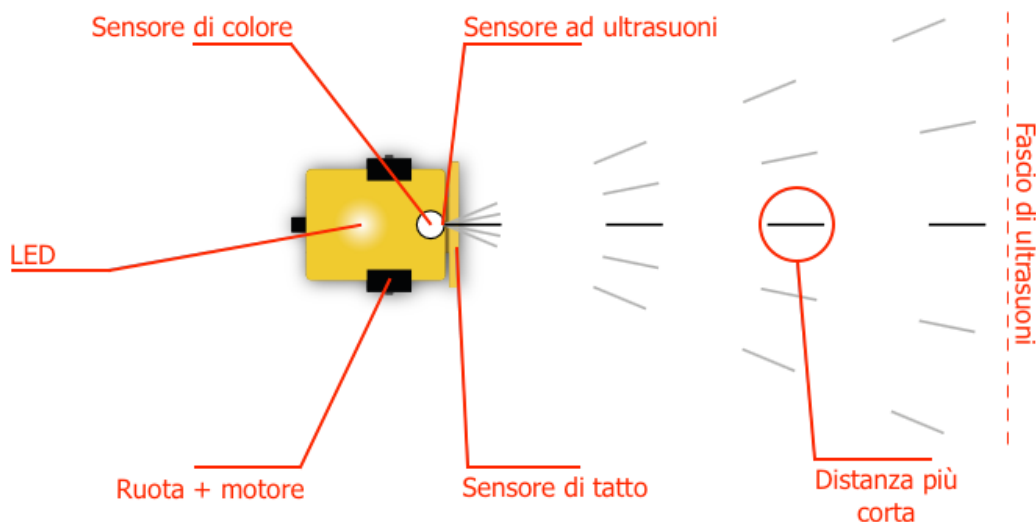 Sensore di colore
Sensore ad ultrasuoni
Fascio di ultrasuoni
LED
Ruota + motore
Sensore di tatto
Distanza più
corta